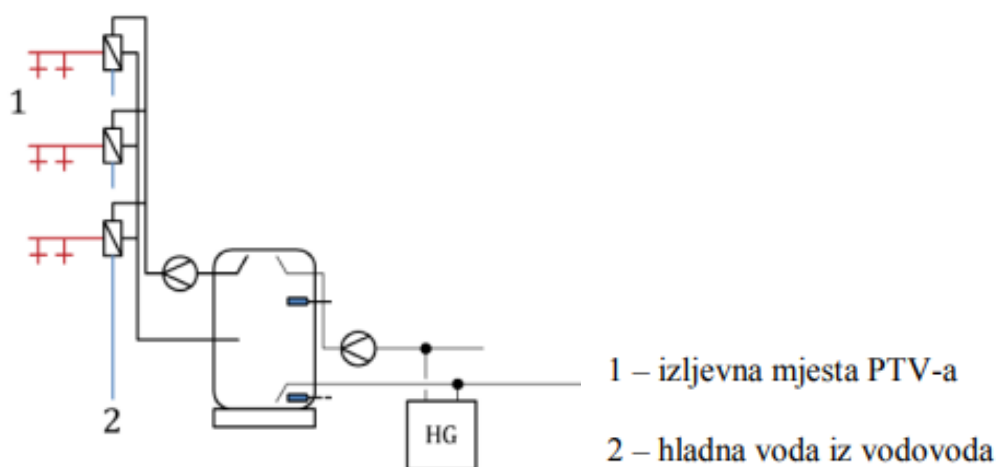 1
2
HG
1 – izljevna mjesta PTV-a
2 – hladna voda iz vodovoda